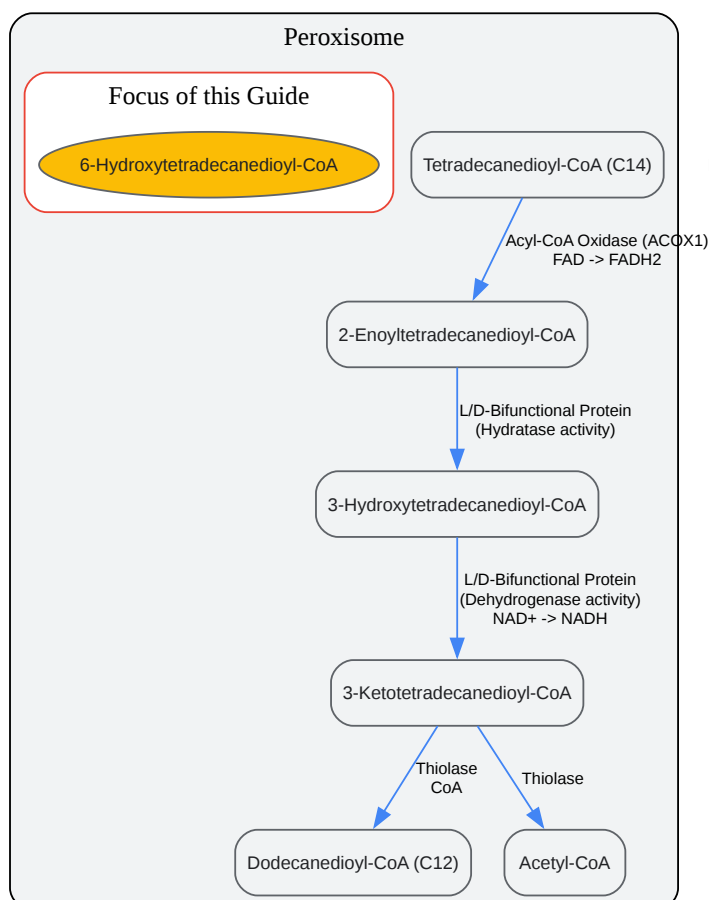 Peroxisome
Focus of this Guide
6-Hydroxytetradecanedioyl-CoA
Tetradecanedioyl-CoA (C14)
Acyl-CoA Oxidase (ACOX1)
FAD -> FADH2
2-Enoyltetradecanedioyl-CoA
L/D-Bifunctional Protein
(Hydratase activity)
3-Hydroxytetradecanedioyl-CoA
L/D-Bifunctional Protein
(Dehydrogenase activity)
NAD+ -> NADH
3-Ketotetradecanedioyl-CoA
Thiolase
CoA
Thiolase
Dodecanedioyl-CoA (C12)
Acetyl-CoA